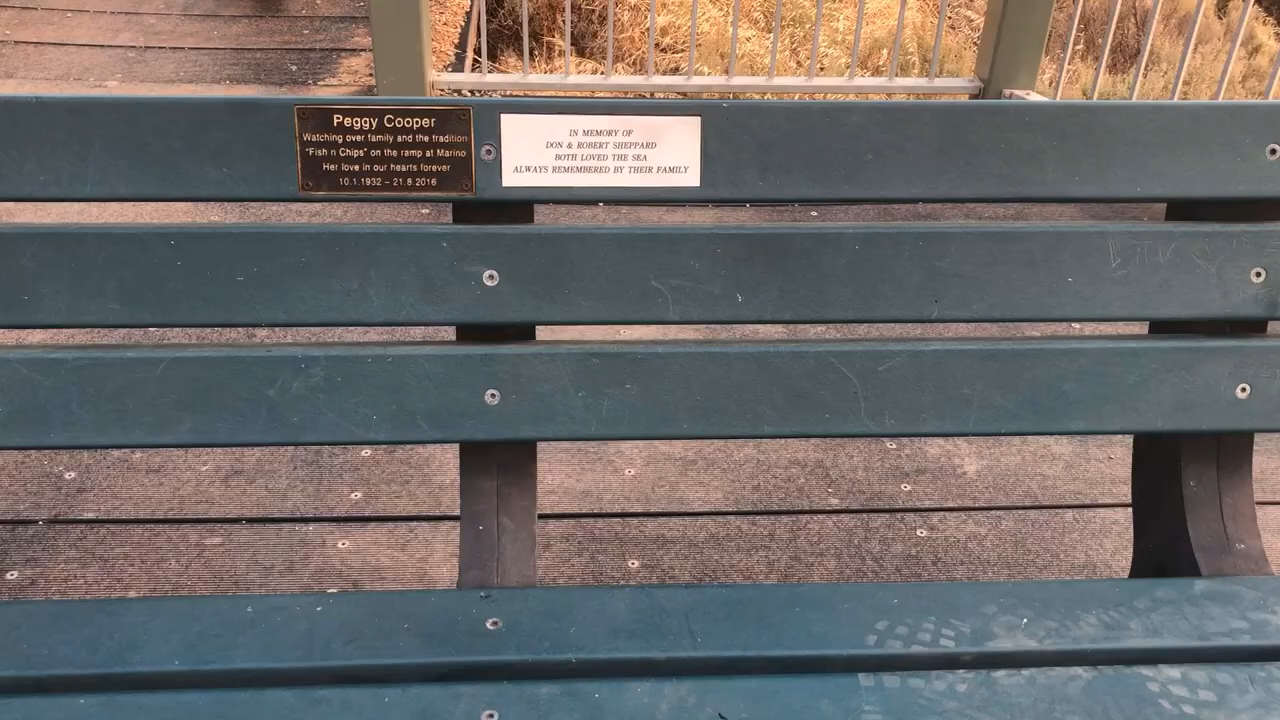 Peggy Cooper
Watching over family and the tradition
"Fish n Chips" on the ramp at Marino
Her love in our hearts forever
10.1.1932 – 21.8.2016
IN MEMORY OF
DON & ROBERT SHEPPARD
BOTH LOVED THE SEA
ALWAYS REMEMBERED BY THEIR FAMILY